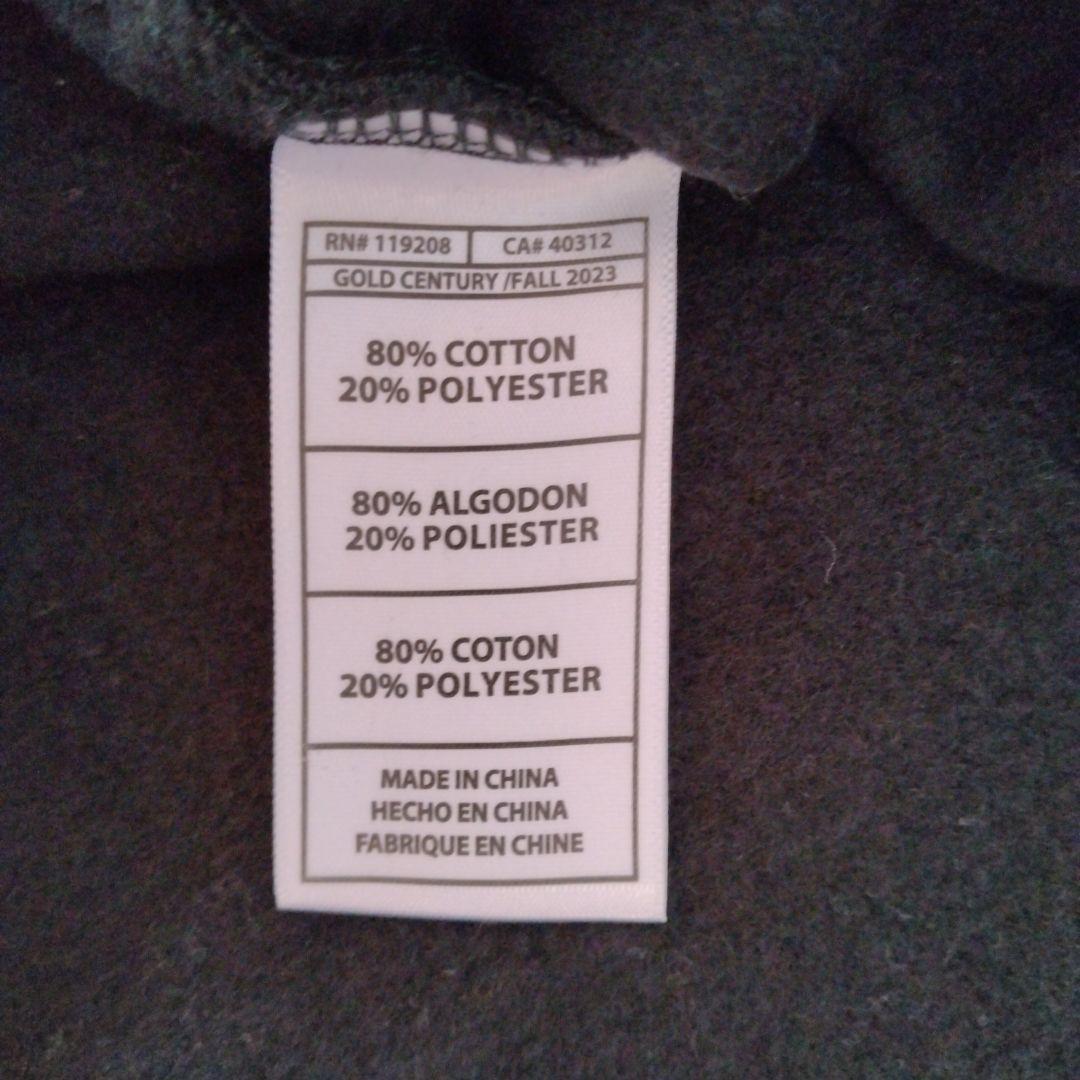 RN# 119208 CA# 40312
GOLD CENTURY /FALL 2023
80% COTTON
20% POLYESTER
80% ALGODON
20% POLIESTER
80% COTON
20% POLYESTER
MADE IN CHINA
HECHO EN CHINA
FABRIQUE EN CHINE